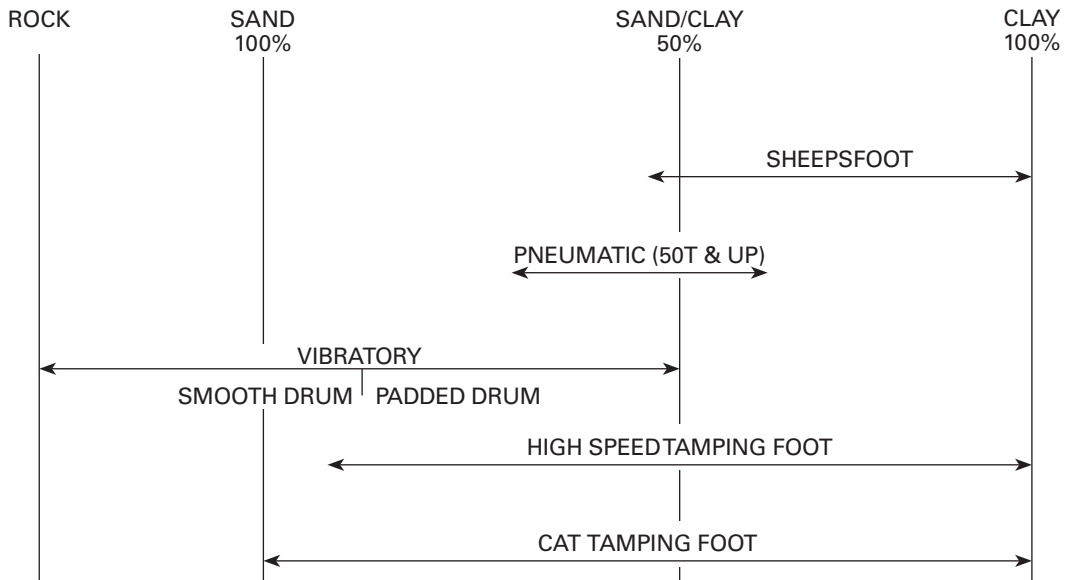 ROCK
SAND
100%
SAND/CLAY
50%
CLAY
100%
SHEEPSFOOT
PNEUMATIC (50T & UP)
VIBRATORY
SMOOTH DRUM
PADDED DRUM
HIGH SPEED TAMPING FOOT
CAT TAMPING FOOT